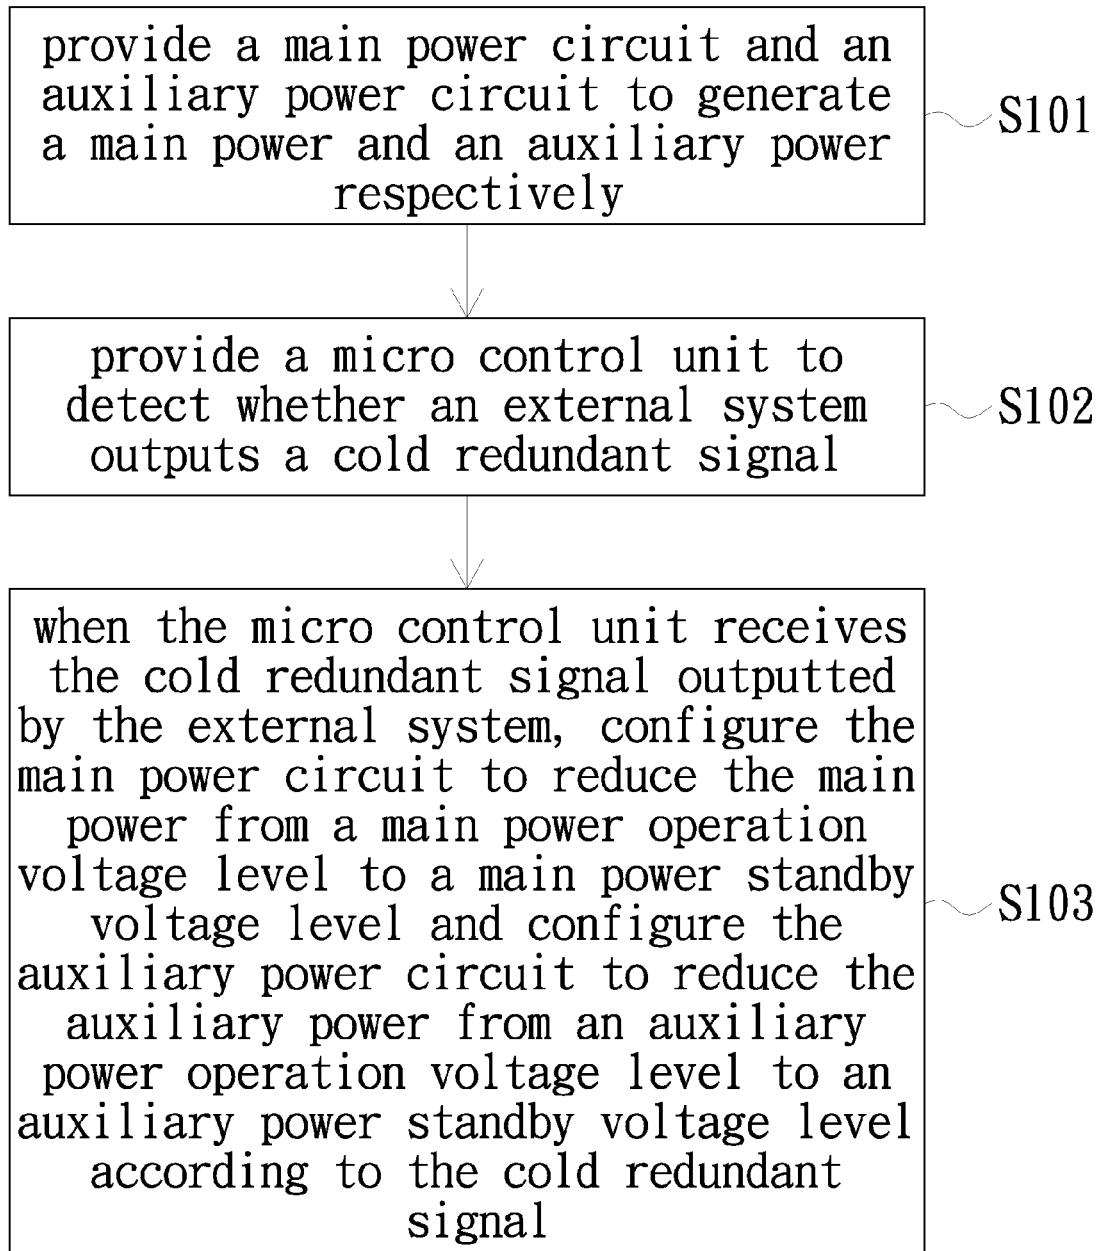 provide a main power circuit and an
auxiliary power circuit to generate
a main power and an auxiliary power
respectively
S101
provide a micro control unit to
detect whether an external system
outputs a cold redundant signal
S102
when the micro control unit receives
the cold redundant signal outputted
by the external system, configure the
main power circuit to reduce the main
power from a main power operation
voltage level to a main power standby
voltage level and configure the
auxiliary power circuit to reduce the
auxiliary power from an auxiliary
power operation voltage level to an
auxiliary power standby voltage level
according to the cold redundant
signal
S103